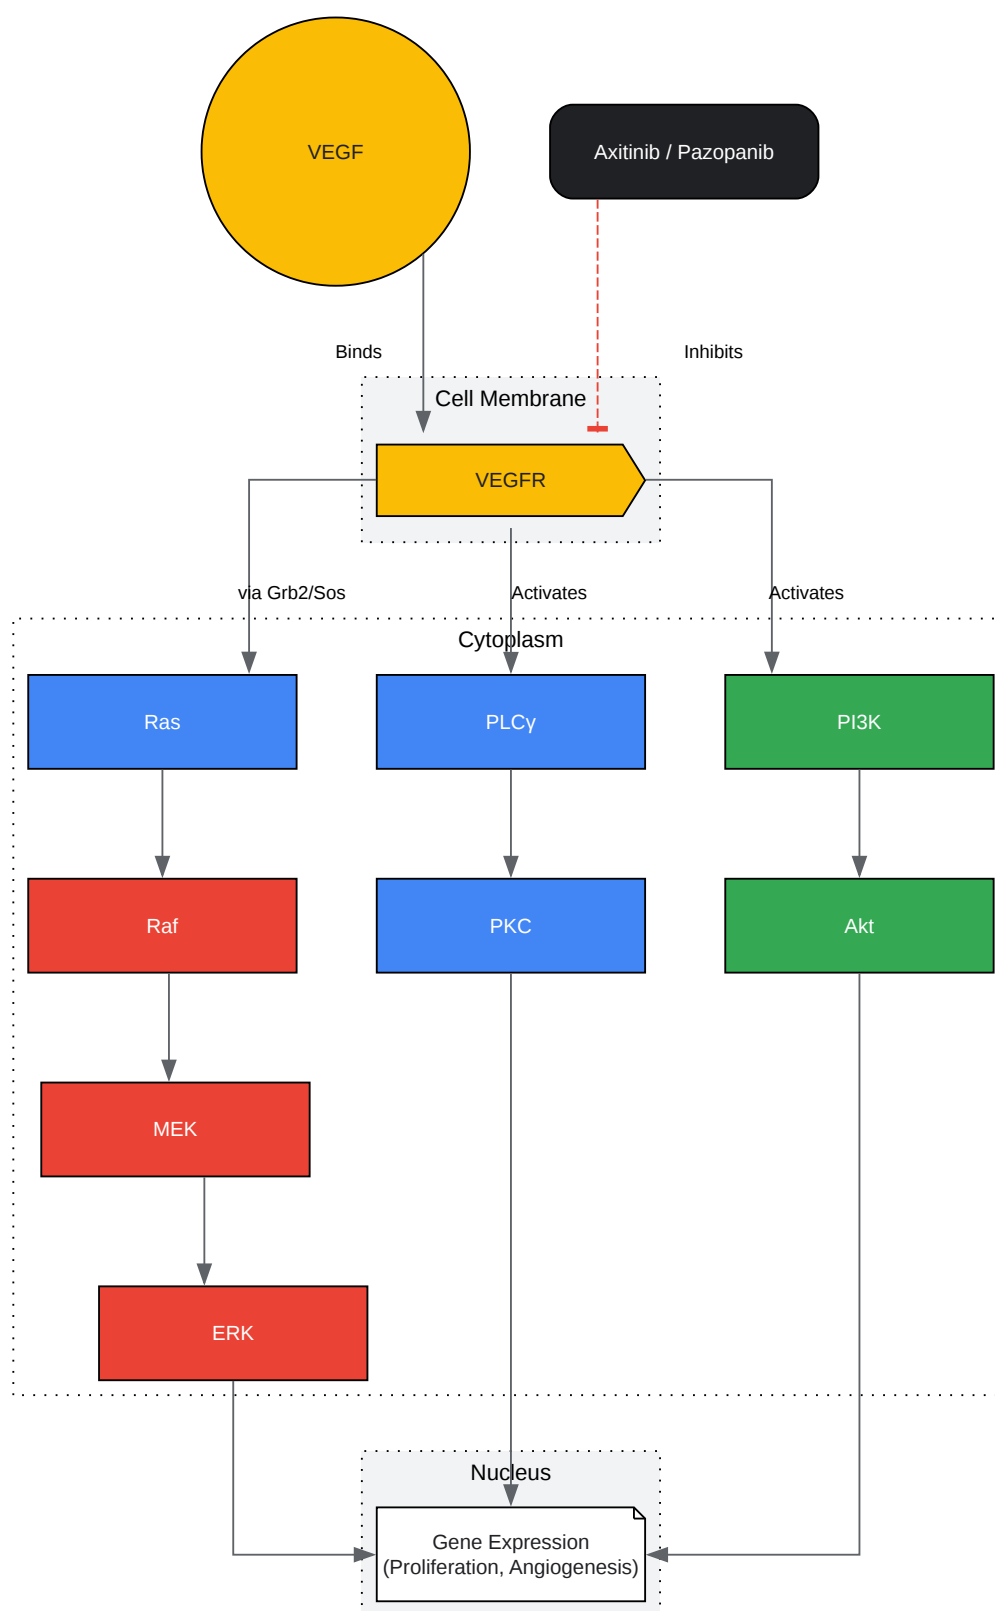 VEGF
Axitinib / Pazopanib
Binds
Inhibits
Cell Membrane
VEGFR
via Grb2/Sos
Activates
Activates
Cytoplasm
Ras
PLCγ
PI3K
Raf
PKC
Akt
MEK
ERK
Nucleus
Gene Expression
(Proliferation, Angiogenesis)